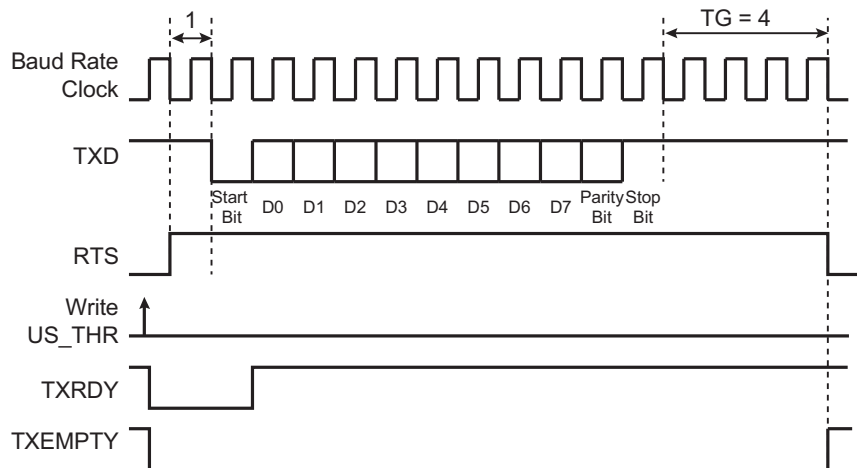 1
TG = 4
Baud Rate
Clock
TXD
Start
Bit
D0
D1
D2
D3
D4
D5
D6
D7
Parity
Bit
Stop
Bit
RTS
Write
US_THR
TXRDY
TXEMPTY